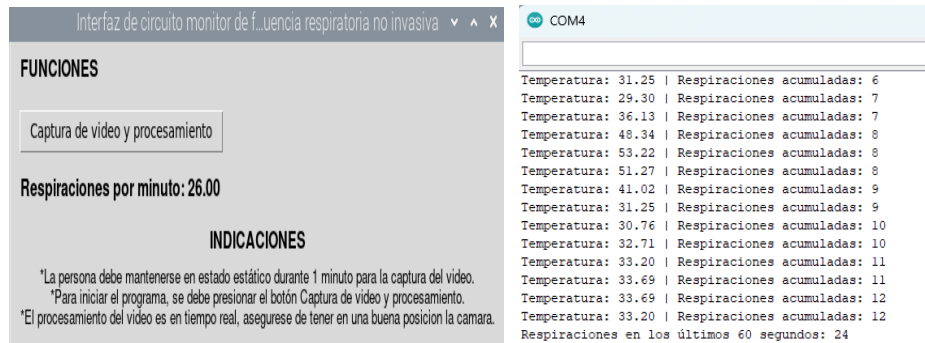 Interfaz de circuito monitor de f...uencia respiratoria no invasiva
FUNCIONES
Captura de video y procesamiento
Respiraciones por minuto: 26.00
INDICACIONES
*La persona debe mantenerse en estado estático durante 1 minuto para la captura del video.
*Para iniciar el programa, se debe presionar el botón Captura de video y procesamiento.
*El procesamiento del video es en tiempo real, asegurese de tener en una buena posicion la camara.
COM4
Temperatura: 31.25 | Respiraciones acumuladas: 6
Temperatura: 29.30 | Respiraciones acumuladas: 7
Temperatura: 36.13 | Respiraciones acumuladas: 7
Temperatura: 48.34 | Respiraciones acumuladas: 8
Temperatura: 53.22 | Respiraciones acumuladas: 8
Temperatura: 51.27 | Respiraciones acumuladas: 8
Temperatura: 41.02 | Respiraciones acumuladas: 9
Temperatura: 31.25 | Respiraciones acumuladas: 9
Temperatura: 30.76 | Respiraciones acumuladas: 10
Temperatura: 32.71 | Respiraciones acumuladas: 10
Temperatura: 33.20 | Respiraciones acumuladas: 11
Temperatura: 33.69 | Respiraciones acumuladas: 11
Temperatura: 33.69 | Respiraciones acumuladas: 12
Temperatura: 33.20 | Respiraciones acumuladas: 12
Respiraciones en los últimos 60 segundos: 24